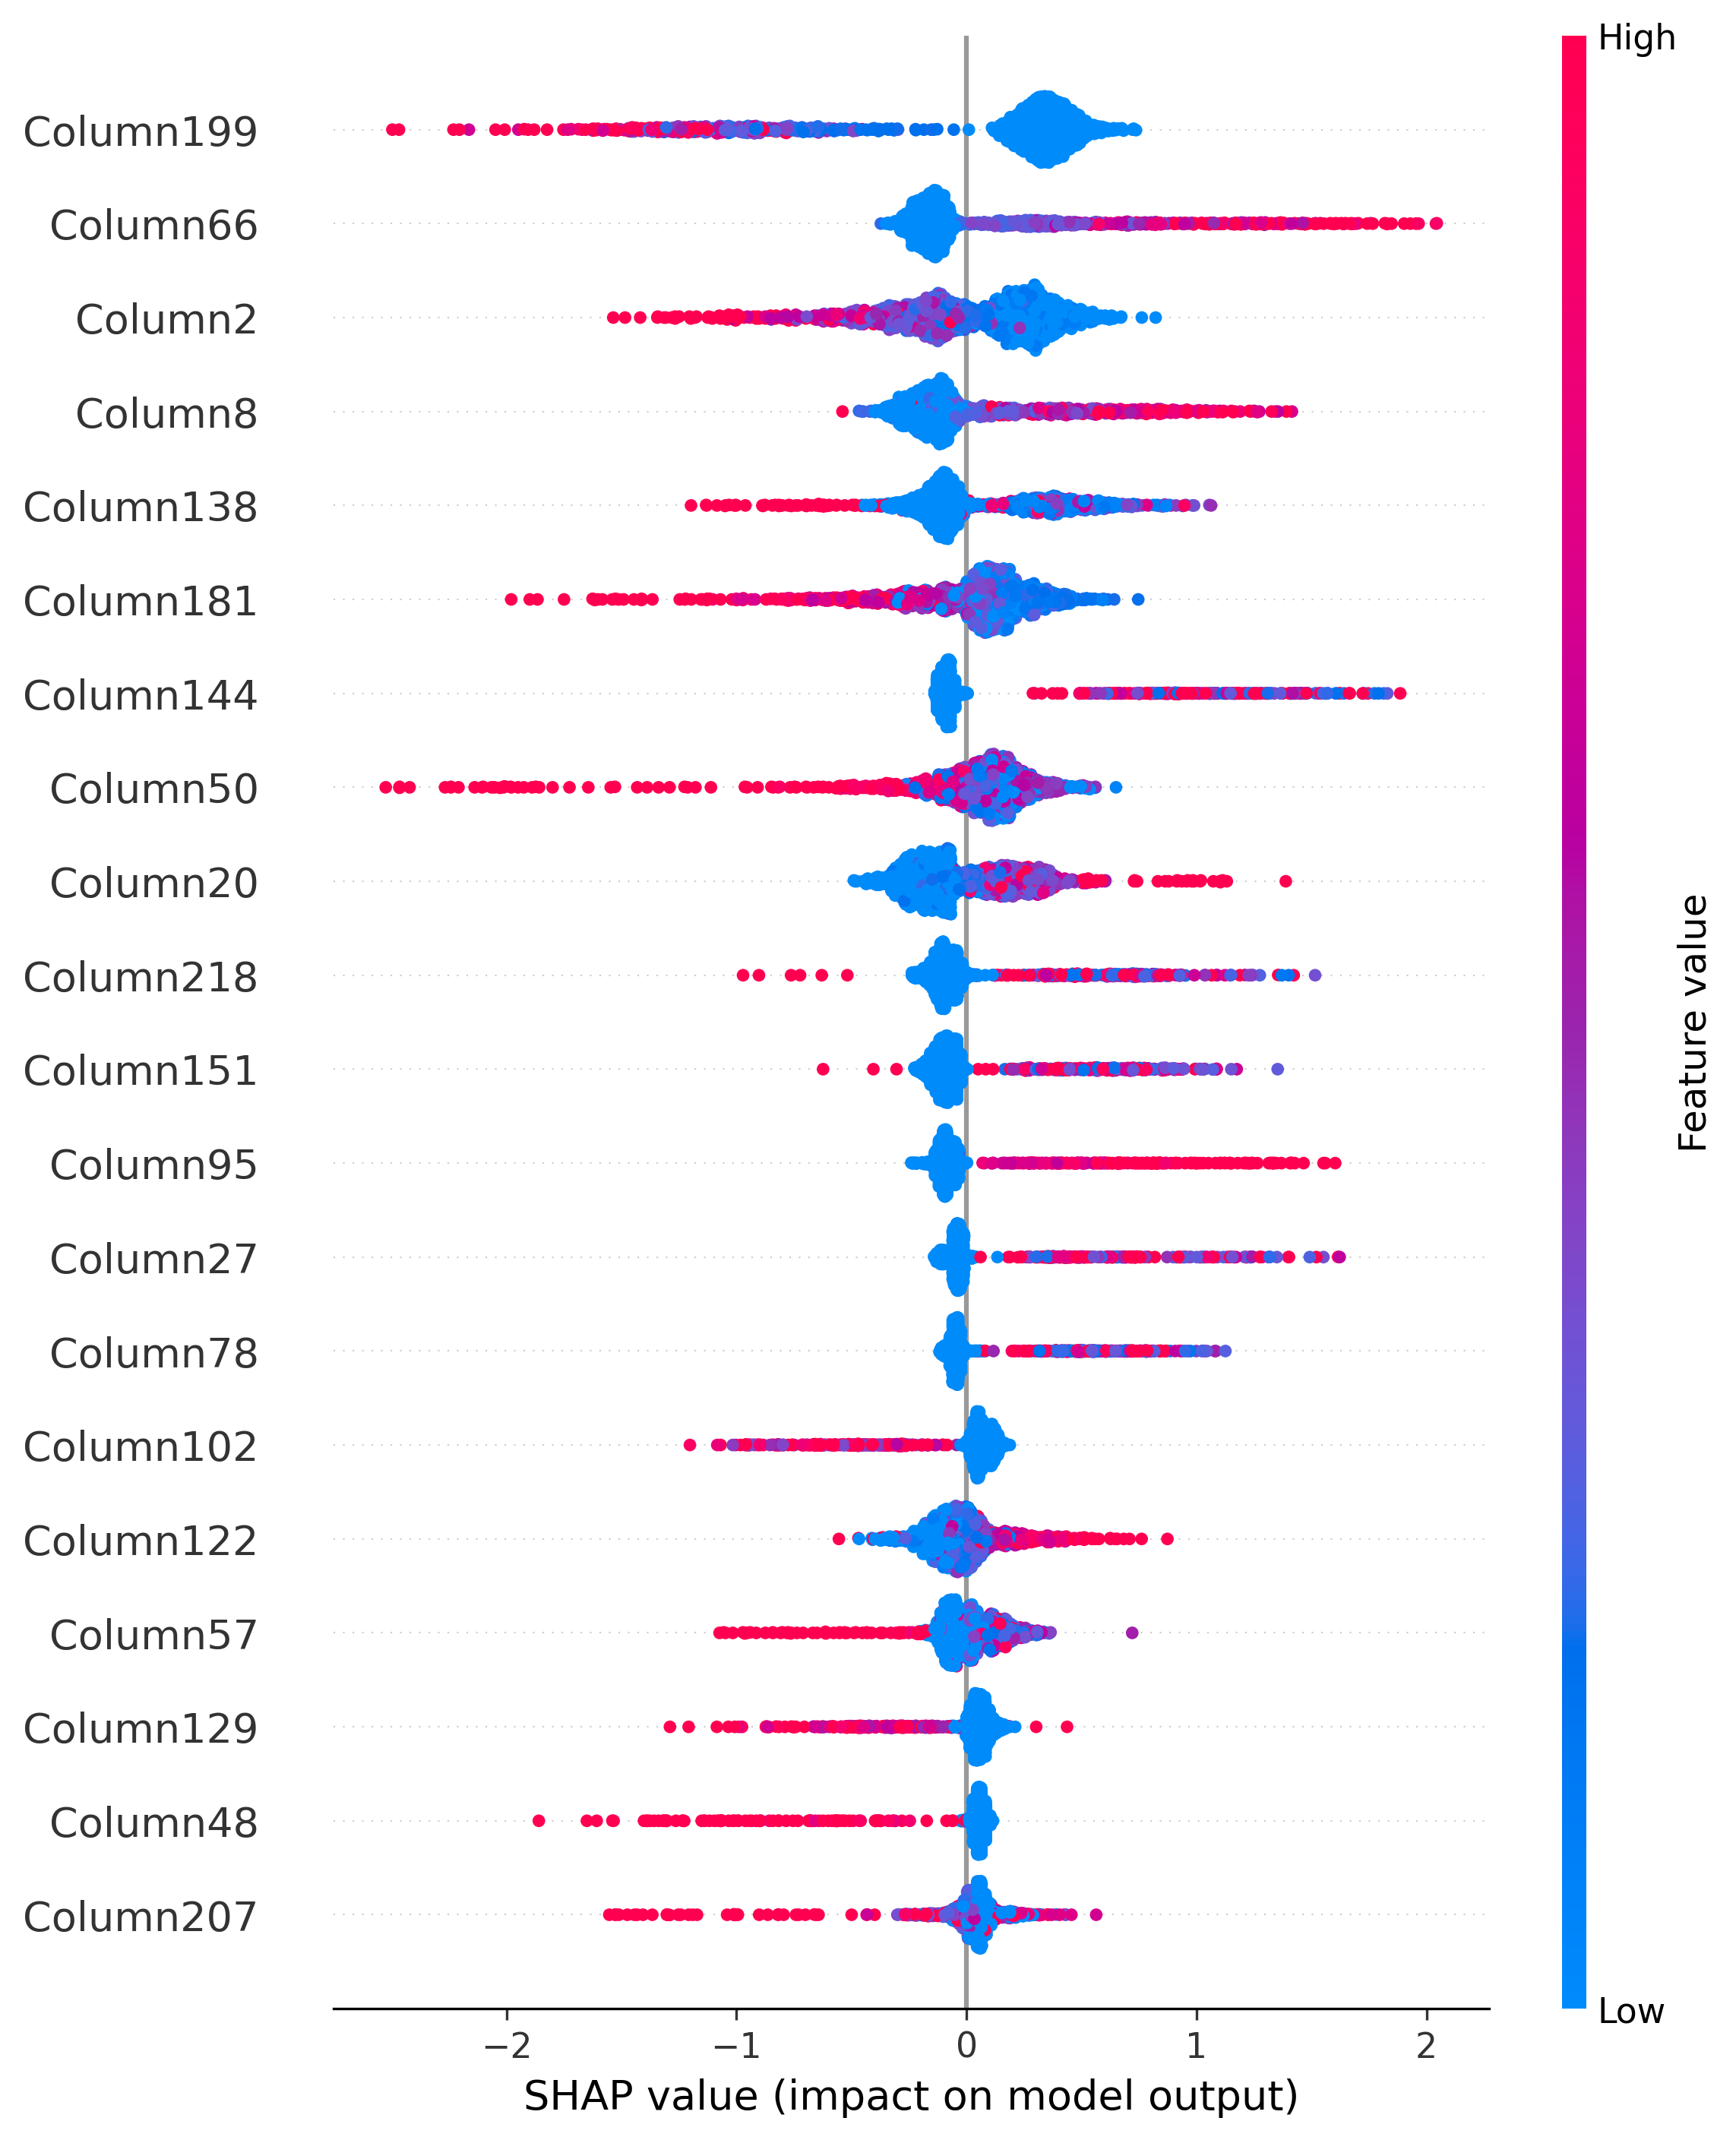 High
Column199
Column66
Column2
Column8
Column138
Column181
Column144
Column50
Column20
Column218
Column151
Column95
Column27
Column78
Column102
Column122
Column57
Column129
Column48
Column207
Feature value
Low
−2 −1 0 1 2
SHAP value (impact on model output)